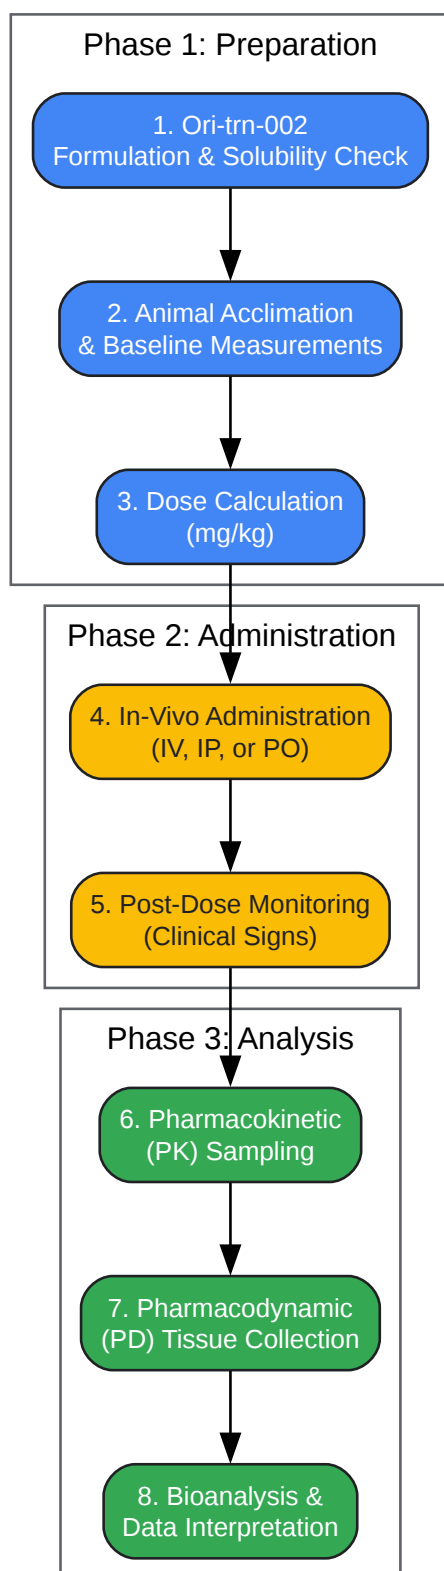 Phase 1: Preparation
1. Ori-trn-002
Formulation & Solubility Check
2. Animal Acclimation
& Baseline Measurements
3. Dose Calculation
(mg/kg)
Phase 2: Administration
4. In-Vivo Administration
(IV, IP, or PO)
5. Post-Dose Monitoring
(Clinical Signs)
Phase 3: Analysis
6. Pharmacokinetic
(PK) Sampling
7. Pharmacodynamic
(PD) Tissue Collection
8. Bioanalysis &
Data Interpretation